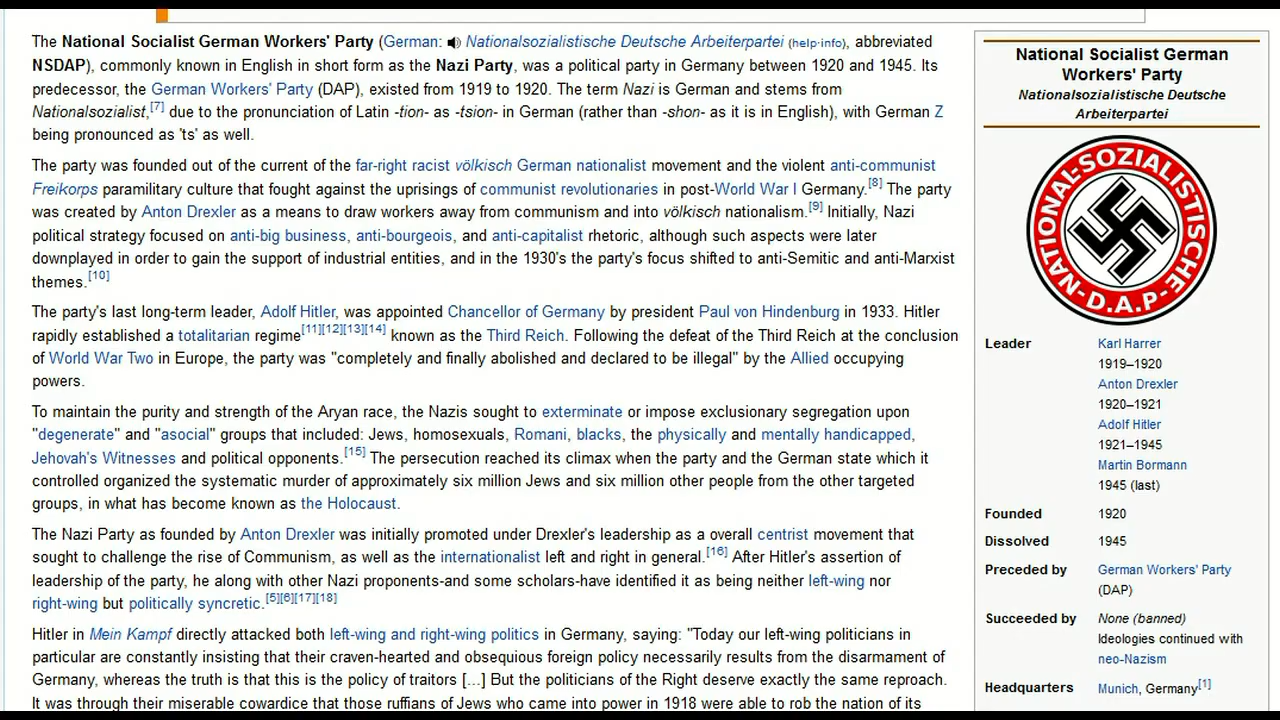 The National Socialist German Workers' Party (German: Nationalsozialistische Deutsche Arbeiterpartei (help·info), abbreviated
NSDAP), commonly known in English in short form as the Nazi Party, was a political party in Germany between 1920 and 1945. Its
predecessor, the German Workers' Party (DAP), existed from 1919 to 1920. The term Nazi is German and stems from
Nationalsozialist,[7] due to the pronunciation of Latin -tion- as -tsion- in German (rather than -shon- as it is in English), with German Z
being pronounced as 'ts' as well.
The party was founded out of the current of the far-right racist völkisch German nationalist movement and the violent anti-communist
Freikorps paramilitary culture that fought against the uprisings of communist revolutionaries in post-World War I Germany.[8] The party
was created by Anton Drexler as a means to draw workers away from communism and into völkisch nationalism.[9] Initially, Nazi
political strategy focused on anti-big business, anti-bourgeois, and anti-capitalist rhetoric, although such aspects were later
downplayed in order to gain the support of industrial entities, and in the 1930's the party's focus shifted to anti-Semitic and anti-Marxist
themes.[10]
The party's last long-term leader, Adolf Hitler, was appointed Chancellor of Germany by president Paul von Hindenburg in 1933. Hitler
rapidly established a totalitarian regime[11][12][13][14] known as the Third Reich. Following the defeat of the Third Reich at the conclusion
of World War Two in Europe, the party was "completely and finally abolished and declared to be illegal" by the Allied occupying
powers.
To maintain the purity and strength of the Aryan race, the Nazis sought to exterminate or impose exclusionary segregation upon
"degenerate" and "asocial" groups that included: Jews, homosexuals, Romani, blacks, the physically and mentally handicapped,
Jehovah's Witnesses and political opponents.[15] The persecution reached its climax when the party and the German state which it
controlled organized the systematic murder of approximately six million Jews and six million other people from the other targeted
groups, in what has become known as the Holocaust.
The Nazi Party as founded by Anton Drexler was initially promoted under Drexler's leadership as a overall centrist movement that
sought to challenge the rise of Communism, as well as the internationalist left and right in general.[16] After Hitler's assertion of
leadership of the party, he along with other Nazi proponents-and some scholars-have identified it as being neither left-wing nor
right-wing but politically syncretic.[5][6][17][18]
Hitler in Mein Kampf directly attacked both left-wing and right-wing politics in Germany, saying: "Today our left-wing politicians in
particular are constantly insisting that their craven-hearted and obsequious foreign policy necessarily results from the disarmament of
Germany, whereas the truth is that this is the policy of traitors [...] But the politicians of the Right deserve exactly the same reproach.
It was through their miserable cowardice that those ruffians of Jews who came into power in 1918 were able to rob the nation of its
National Socialist German
Workers' Party
Nationalsozialistische Deutsche
Arbeiterpartei
NATIONAL-SOZIALISTISCHE
-D.A.P-
Leader Karl Harrer
1919–1920
Anton Drexler
1920–1921
Adolf Hitler
1921–1945
Martin Bormann
1945 (last)
Founded 1920
Dissolved 1945
Preceded by German Workers' Party
(DAP)
Succeeded by None (banned)
Ideologies continued with
neo-Nazism
Headquarters Munich, Germany[1]